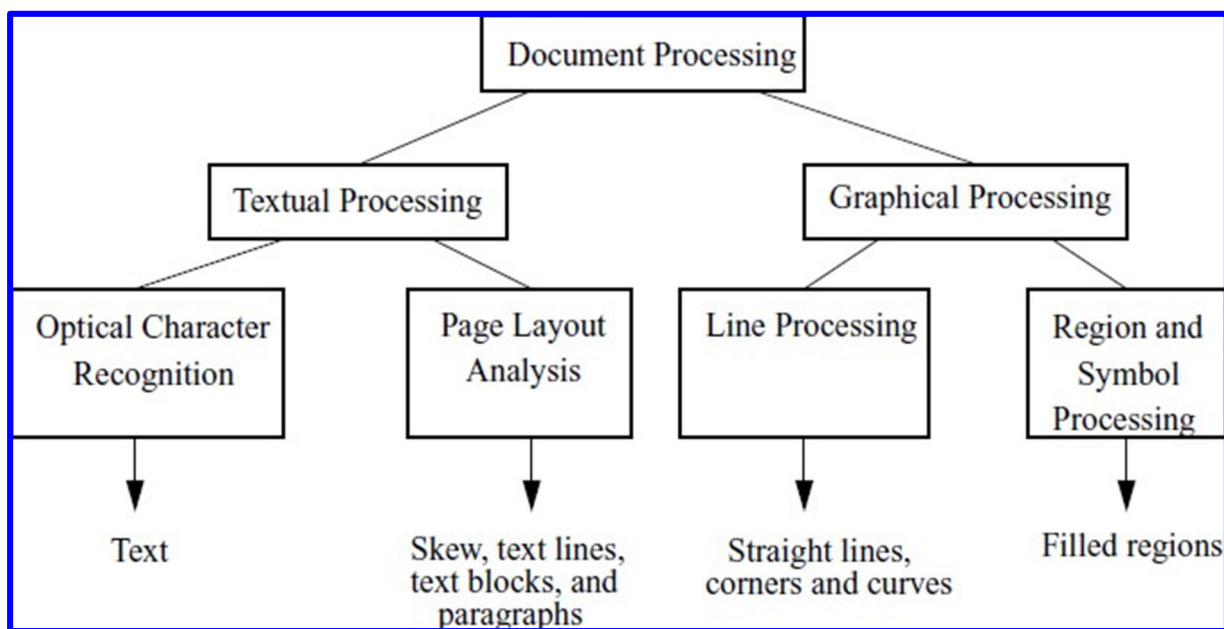 Document Processing
Textual Processing
Graphical Processing
Optical Character
Recognition
Page Layout
Analysis
Line Processing
Region and
Symbol
Processing
Text
Skew, text lines,
text blocks, and
paragraphs
Straight lines,
corners and curves
Filled regions